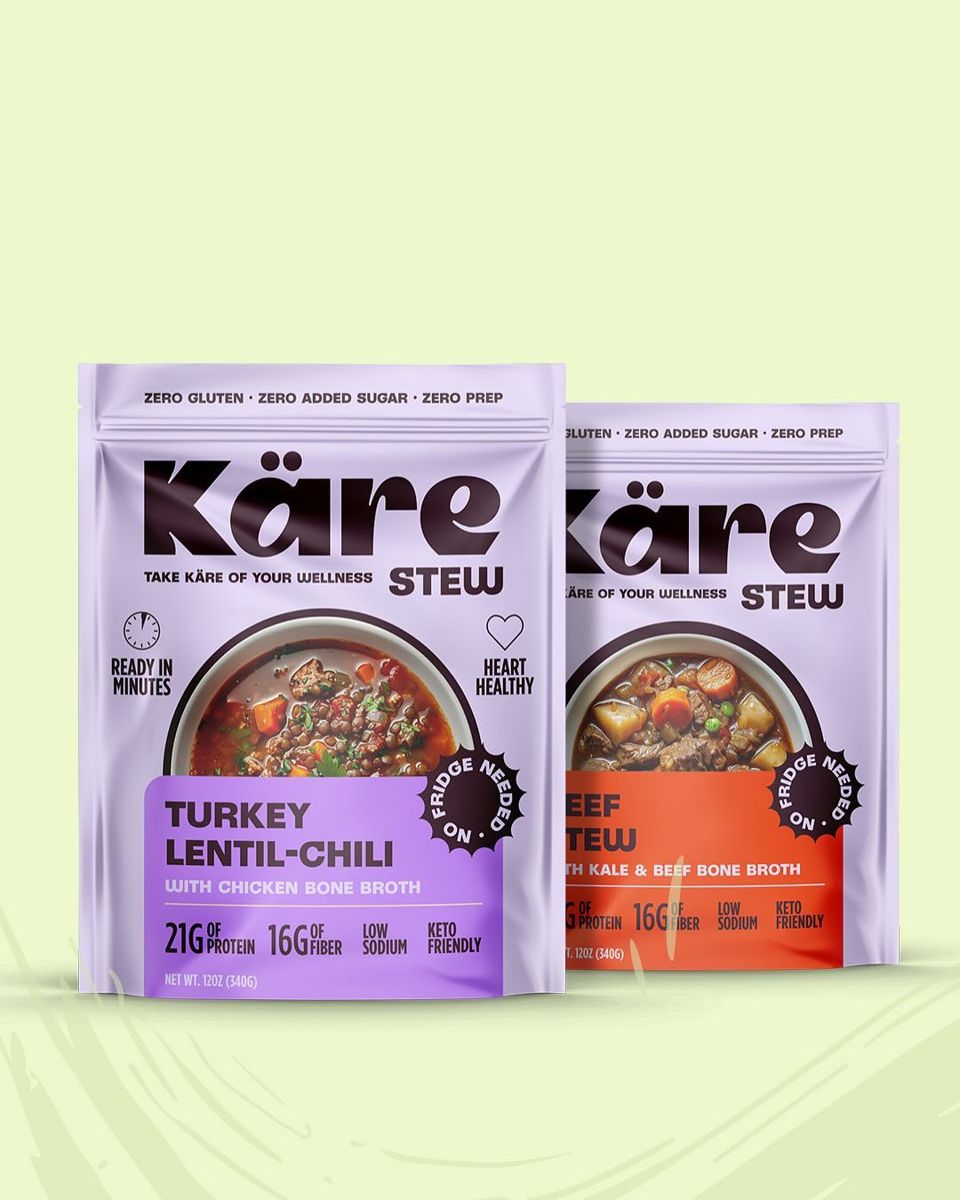 ZERO GLUTEN · ZERO ADDED SUGAR · ZERO PREP
Käre
TAKE KÄRE OF YOUR WELLNESS STEW
READY IN
MINUTES
HEART
HEALTHY
NO FRIDGE NEEDED ·
TURKEY
LENTIL-CHILI
WITH CHICKEN BONE BROTH
21G OF PROTEIN 16G OF FIBER LOW SODIUM KETO FRIENDLY
NET WT. 12OZ (340G)
GLUTEN · ZERO ADDED SUGAR · ZERO PREP
Käre
KÄRE OF YOUR WELLNESS STEW
NO FRIDGE NEEDED ·
EEF
TEW
TH KALE & BEEF BONE BROTH
G OF PROTEIN 16G OF FIBER LOW SODIUM KETO FRIENDLY
T. 12OZ (340G)